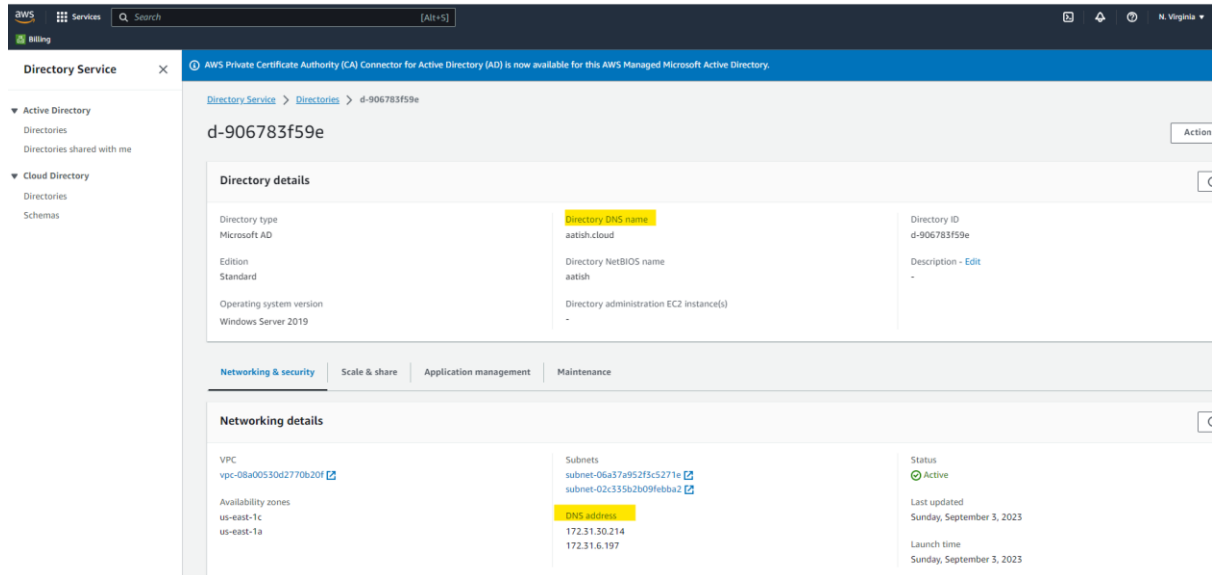 aws
Services
Search
[Alt+S]
N. Virginia
Billing
Directory Service
Active Directory
Directories
Directories shared with me
Cloud Directory
Directories
Schemas
AWS Private Certificate Authority (CA) Connector for Active Directory (AD) is now available for this AWS Managed Microsoft Active Directory.
Directory Service > Directories > d-906783f59e
d-906783f59e
Action
Directory details
Directory type
Microsoft AD
Edition
Standard
Operating system version
Windows Server 2019
Directory DNS name
aatish.cloud
Directory NetBIOS name
aatish
Directory administration EC2 instance(s)
-
Directory ID
d-906783f59e
Description - Edit
-
Networking & security
Scale & share
Application management
Maintenance
Networking details
VPC
vpc-08a00530d2770b20f
Availability zones
us-east-1c
us-east-1a
Subnets
subnet-06a37a952f3c5271e
subnet-02c335b2b09febba2
DNS address
172.31.30.214
172.31.6.197
Status
Active
Last updated
Sunday, September 3, 2023
Launch time
Sunday, September 3, 2023